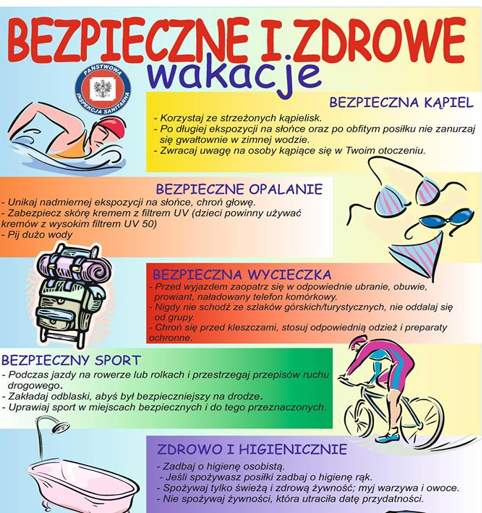 BEZPIECZNE I ZDROWE
wakacje
PAŃSTWOWA
INSPEKCJA SANITARNA
BEZPIECZNA KĄPIEL
- Korzystaj ze strzeżonych kąpielisk.
- Po długiej ekspozycji na słońce oraz po obfitym posiłku nie zanurzaj
się gwałtownie w zimnej wodzie.
- Zwracaj uwagę na osoby kąpiące się w Twoim otoczeniu.
BEZPIECZNE OPALANIE
- Unikaj nadmiernej ekspozycji na słońce, chroń głowę.
- Zabezpiecz skórę kremem z filtrem UV (dzieci powinny używać
kremów z wysokim filtrem UV 50)
- Pij dużo wody
BEZPIECZNA WYCIECZKA
- Przed wyjazdem zaopatrz się w odpowiednie ubranie, obuwie,
prowiant, naładowany telefon komórkowy.
- Nigdy nie schodź ze szlaków górskich/turystycznych, nie oddalaj się
od grupy.
- Chroń się przed kleszczami, stosuj odpowiednią odzież i preparaty
ochronne.
BEZPIECZNY SPORT
- Podczas jazdy na rowerze lub rolkach i przestrzegaj przepisów ruchu
drogowego.
- Zakładaj odblaski, abyś był bezpieczniejszy na drodze.
- Uprawiaj sport w miejscach bezpiecznych i do tego przeznaczonych.
ZDROWO I HIGIENICZNIE
- Zadbaj o higienę osobistą.
- Jeśli spożywasz posiłki zadbaj o higienę rąk.
- Spożywaj tylko świeżą i zdrową żywność; myj warzywa i owoce.
- Nie spożywaj żywności, która utraciła datę przydatności.